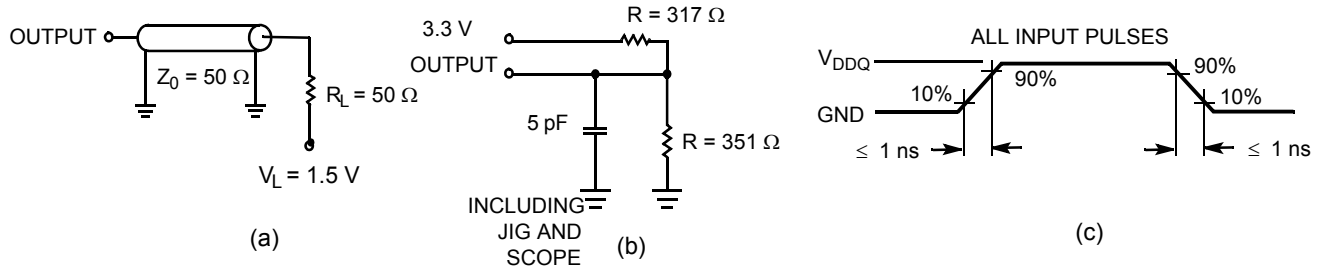 OUTPUT
Z0 = 50 Ω
RL = 50 Ω
VL = 1.5 V
(a)
R = 317 Ω
3.3 V
OUTPUT
5 pF
R = 351 Ω
INCLUDING
JIG AND
SCOPE
(b)
ALL INPUT PULSES
VDDQ
GND
10%
90%
90%
10%
≤ 1 ns
≤ 1 ns
(c)